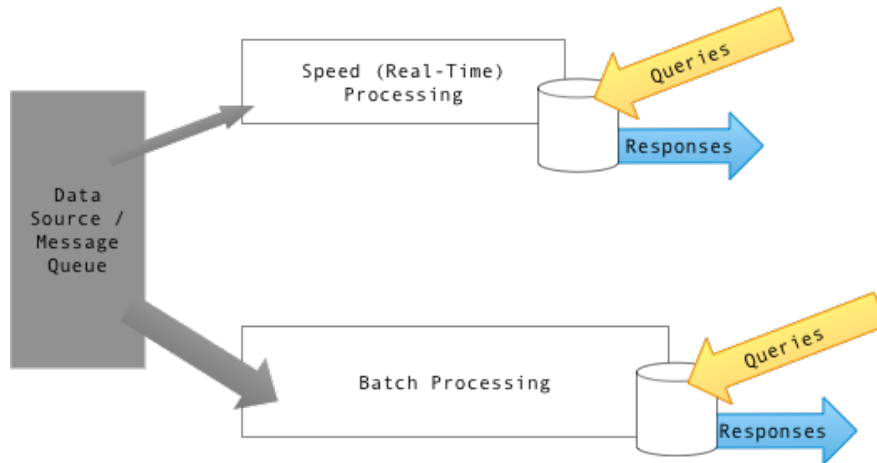 Speed (Real-Time)
Processing
Queries
Responses
Data
Source /
Message
Queue
Queries
Batch Processing
Responses